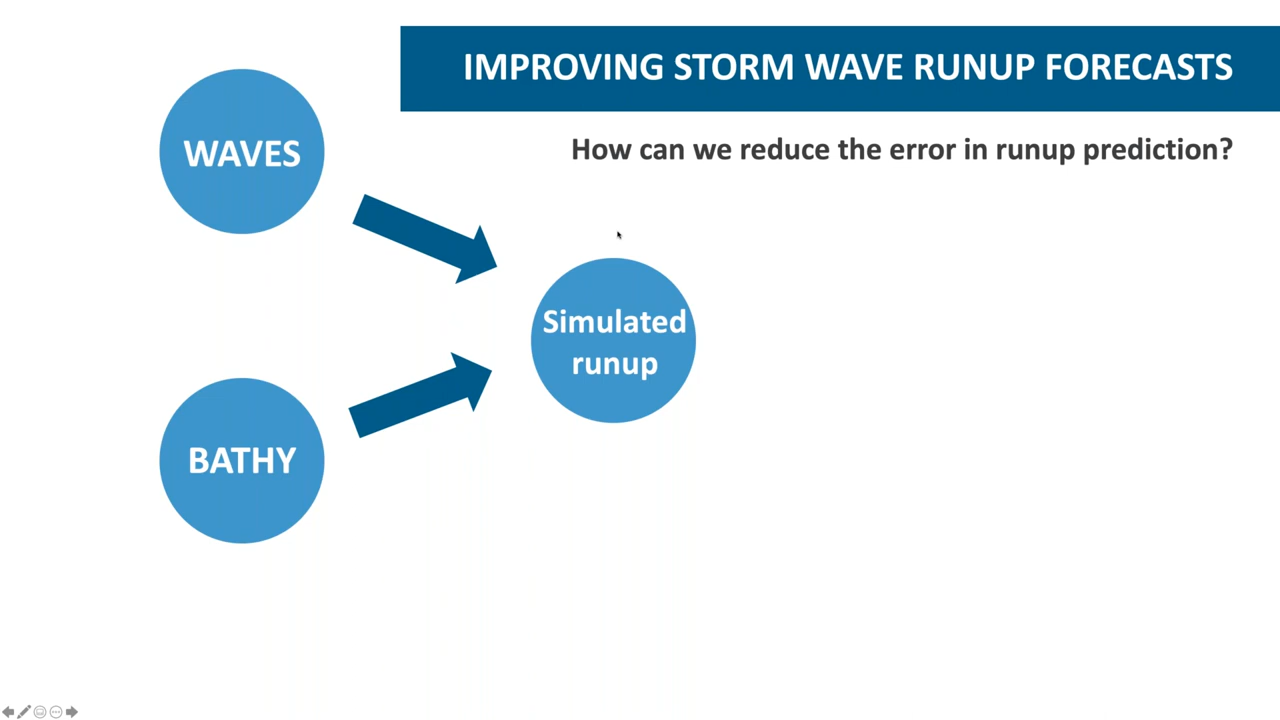 IMPROVING STORM WAVE RUNUP FORECASTS
How can we reduce the error in runup prediction?
WAVES
Simulated
runup
BATHY